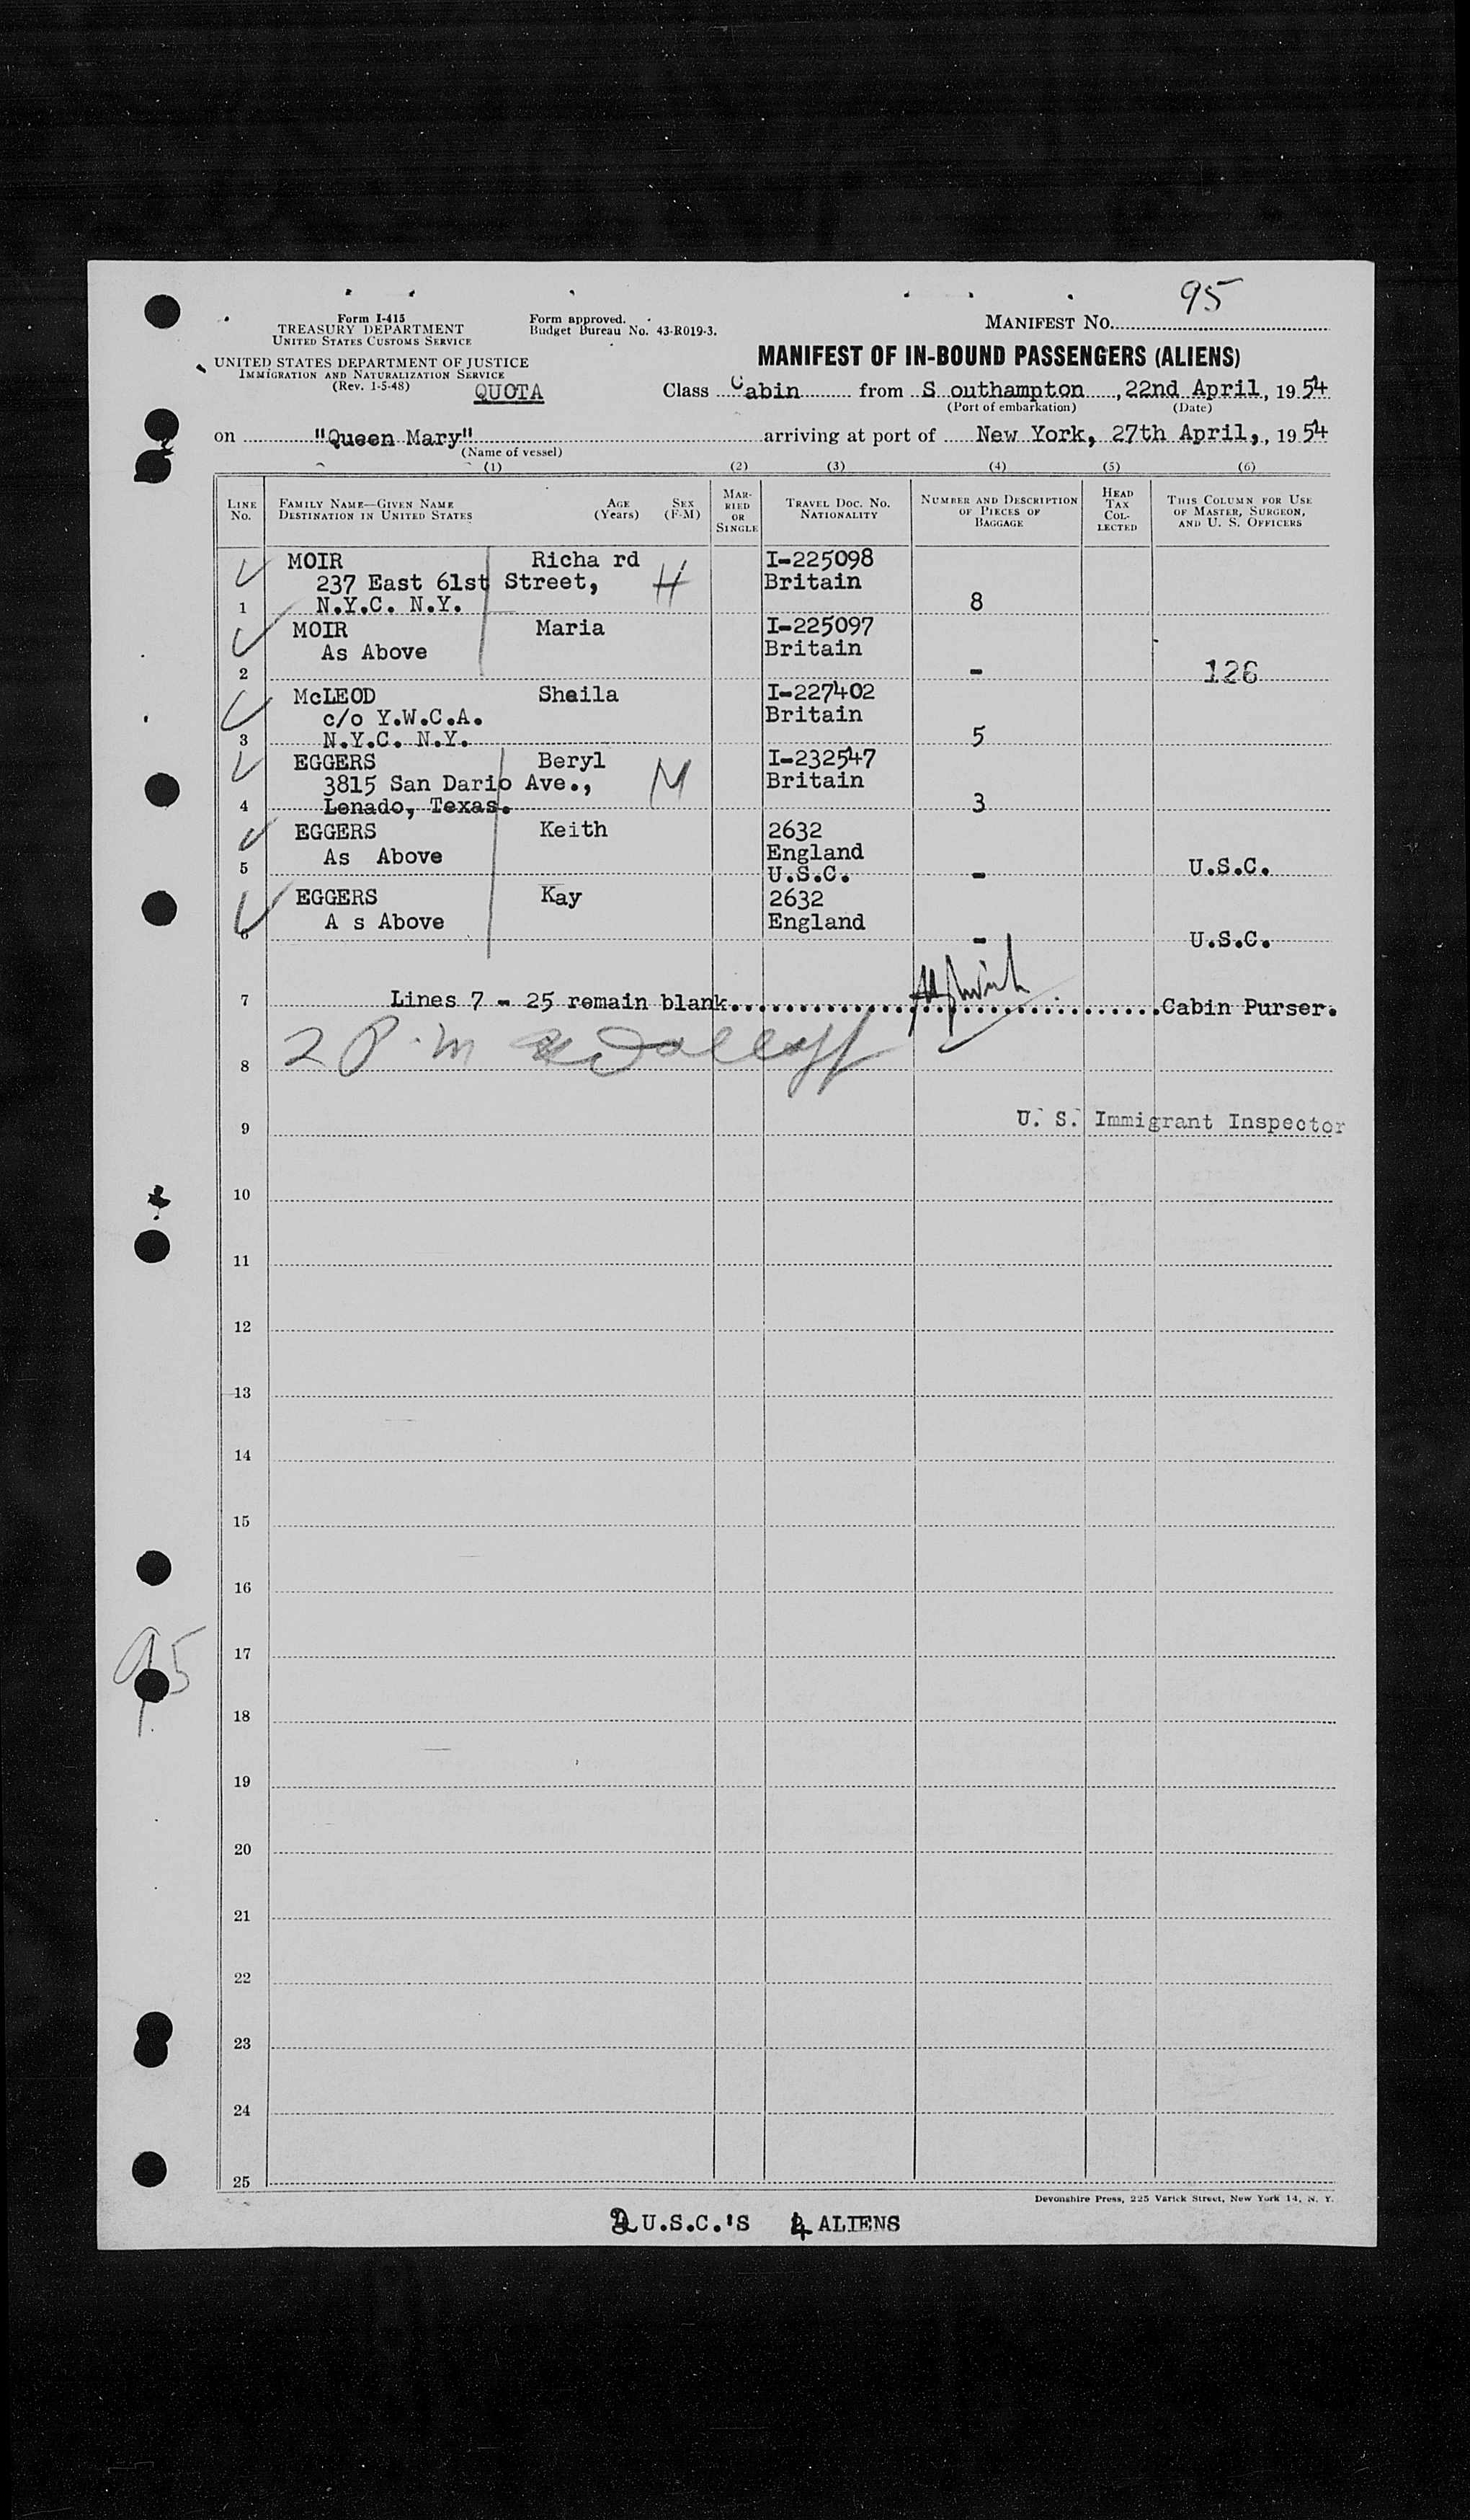 95
Form I-415
TREASURY DEPARTMENT
UNITED STATES CUSTOMS SERVICE
Form approved.
Budget Bureau No. 43-R019-3.
MANIFEST NO.
UNITED STATES DEPARTMENT OF JUSTICE
IMMIGRATION AND NATURALIZATION SERVICE
(Rev. 1-5-48)
QUOTA
MANIFEST OF IN-BOUND PASSENGERS (ALIENS)
Class Cabin from S outhampton, 22nd April, 1954
(Port of embarkation) (Date)
on "Queen Mary" arriving at port of New York, 27th April,, 1954
(Name of vessel)
(1) (2) (3) (4) (5) (6)
LINE No.
FAMILY NAME—GIVEN NAME
DESTINATION IN UNITED STATES
AGE (Years)
SEX (F-M)
MARRIED OR SINGLE
TRAVEL DOC. NO.
NATIONALITY
NUMBER AND DESCRIPTION OF PIECES OF BAGGAGE
HEAD TAX COLLECTED
THIS COLUMN FOR USE OF MASTER, SURGEON, AND U. S. OFFICERS
MOIR Richa rd I-225098
237 East 61st Street, H Britain
1 N.Y.C. N.Y. 8
MOIR Maria I-225097
As Above Britain
2 - 126
McLEOD Sheila I-227402
c/o Y.W.C.A. Britain
3 N.Y.C. N.Y. 5
EGGERS Beryl I-232547
3815 San Dario Ave., M Britain
4 Lenado, Texas. 3
EGGERS Keith 2632
As Above England
5 U.S.C. - U.S.C.
EGGERS Kay 2632
A s Above England
6 - U.S.C.
7 Lines 7 - 25 remain blank. Cabin Purser.
8 2 P.m
9 U. S. Immigrant Inspector
10
11
12
13
14
15
16
95
17
18
19
20
21
22
23
24
25
Devonshire Press, 225 Varick Street, New York 14, N. Y.
2 U.S.C.'S 4 ALIENS